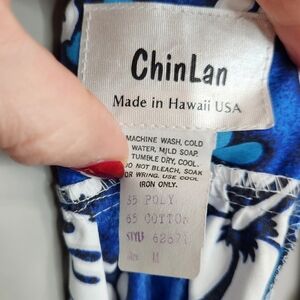 ChinLan
Made in Hawaii USA
MACHINE WASH, COLD
WATER, MILD SOAP
TUMBLE DRY, COOL.
DO NOT BLEACH, SOAK
OR WRING. USE COOL
IRON ONLY.
35 POLY
65 COTTON
STYLE
M